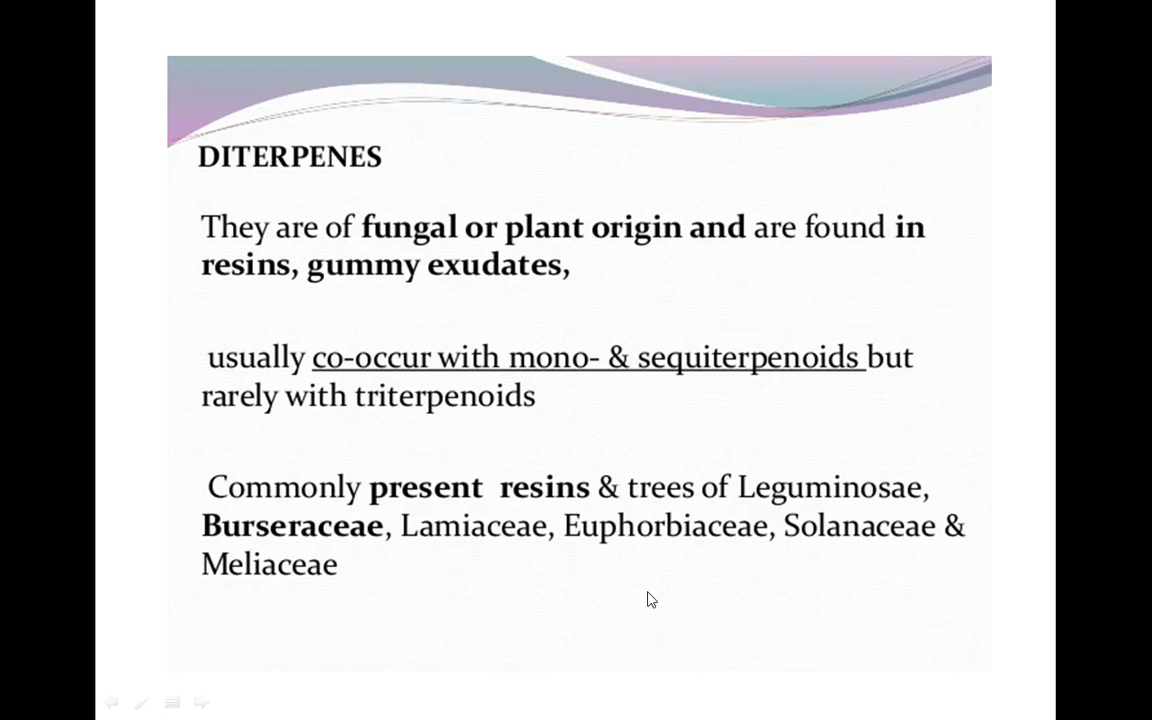 DITERPENES
They are of fungal or plant origin and are found in
resins, gummy exudates,
usually co-occur with mono- & sequiterpenoids but
rarely with triterpenoids
Commonly present  resins & trees of Leguminosae,
Burseraceae, Lamiaceae, Euphorbiaceae, Solanaceae &
Meliaceae